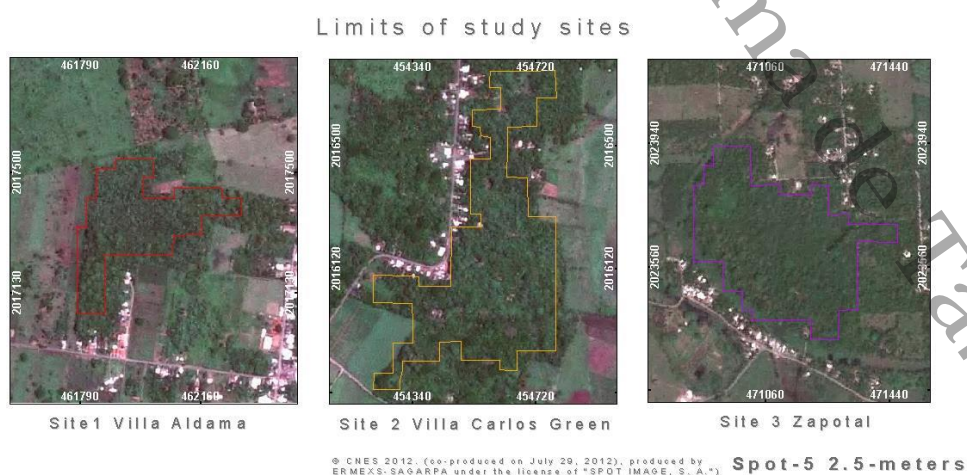 Limits of study sites
461790 462160
454340 454720
471060 471440
2017500 2017500
2016500 2016500
2023940 2023940
2017130 2017130
2016120 2016120
2023560 2023560
461790 462160
454340 454720
471060 471440
Site1 Villa Aldama
Site 2 Villa Carlos Green
Site 3 Zapotal
© CNES 2012. (co-produced on July 29, 2012), produced by
ERMEXS-SAGARPA under the license of "SPOT IMAGE, S. A.")
Spot-5 2.5-meters
de Ta